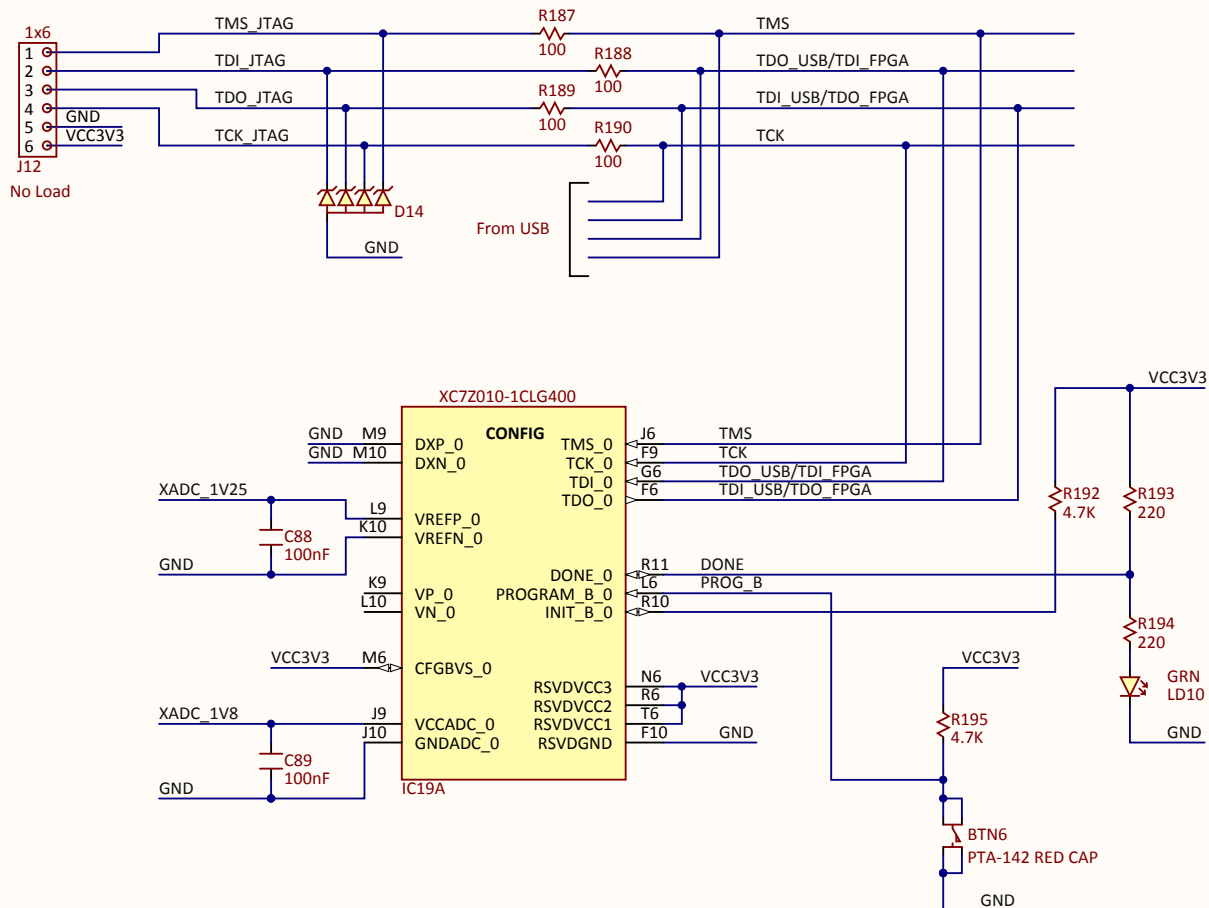 1x6
1
2
3
4
5
6
J12
No Load
TMS_JTAG
TDI_JTAG
TDO_JTAG
TCK_JTAG
GND
VCC3V3
R187
100
R188
100
R189
100
R190
100
TMS
TDO_USB/TDI_FPGA
TDI_USB/TDO_FPGA
TCK
D14
GND
From USB
XC7Z010-1CLG400
CONFIG
GND M9 DXP_0
GND M10 DXN_0
XADC_1V25
L9 VREFP_0
K10 VREFN_0
C88
100nF
GND
K9 VP_0
L10 VN_0
VCC3V3 M6 CFGBVS_0
XADC_1V8 J9 VCCADC_0
J10 GNDADC_0
C89
100nF
GND
IC19A
TMS_0 J6 TMS
TCK_0 F9 TCK
TDI_0 G6 TDO_USB/TDI_FPGA
TDO_0 F6 TDI_USB/TDO_FPGA
DONE_0 R11 DONE
PROGRAM_B_0 L6 PROG_B
INIT_B_0 R10
RSVDVCC3 N6 VCC3V3
RSVDVCC2 R6
RSVDVCC1 T6
RSVDGND F10 GND
VCC3V3
R192
4.7K
R193
220
R194
220
GRN
LD10
GND
VCC3V3
R195
4.7K
BTN6
PTA-142 RED CAP
GND